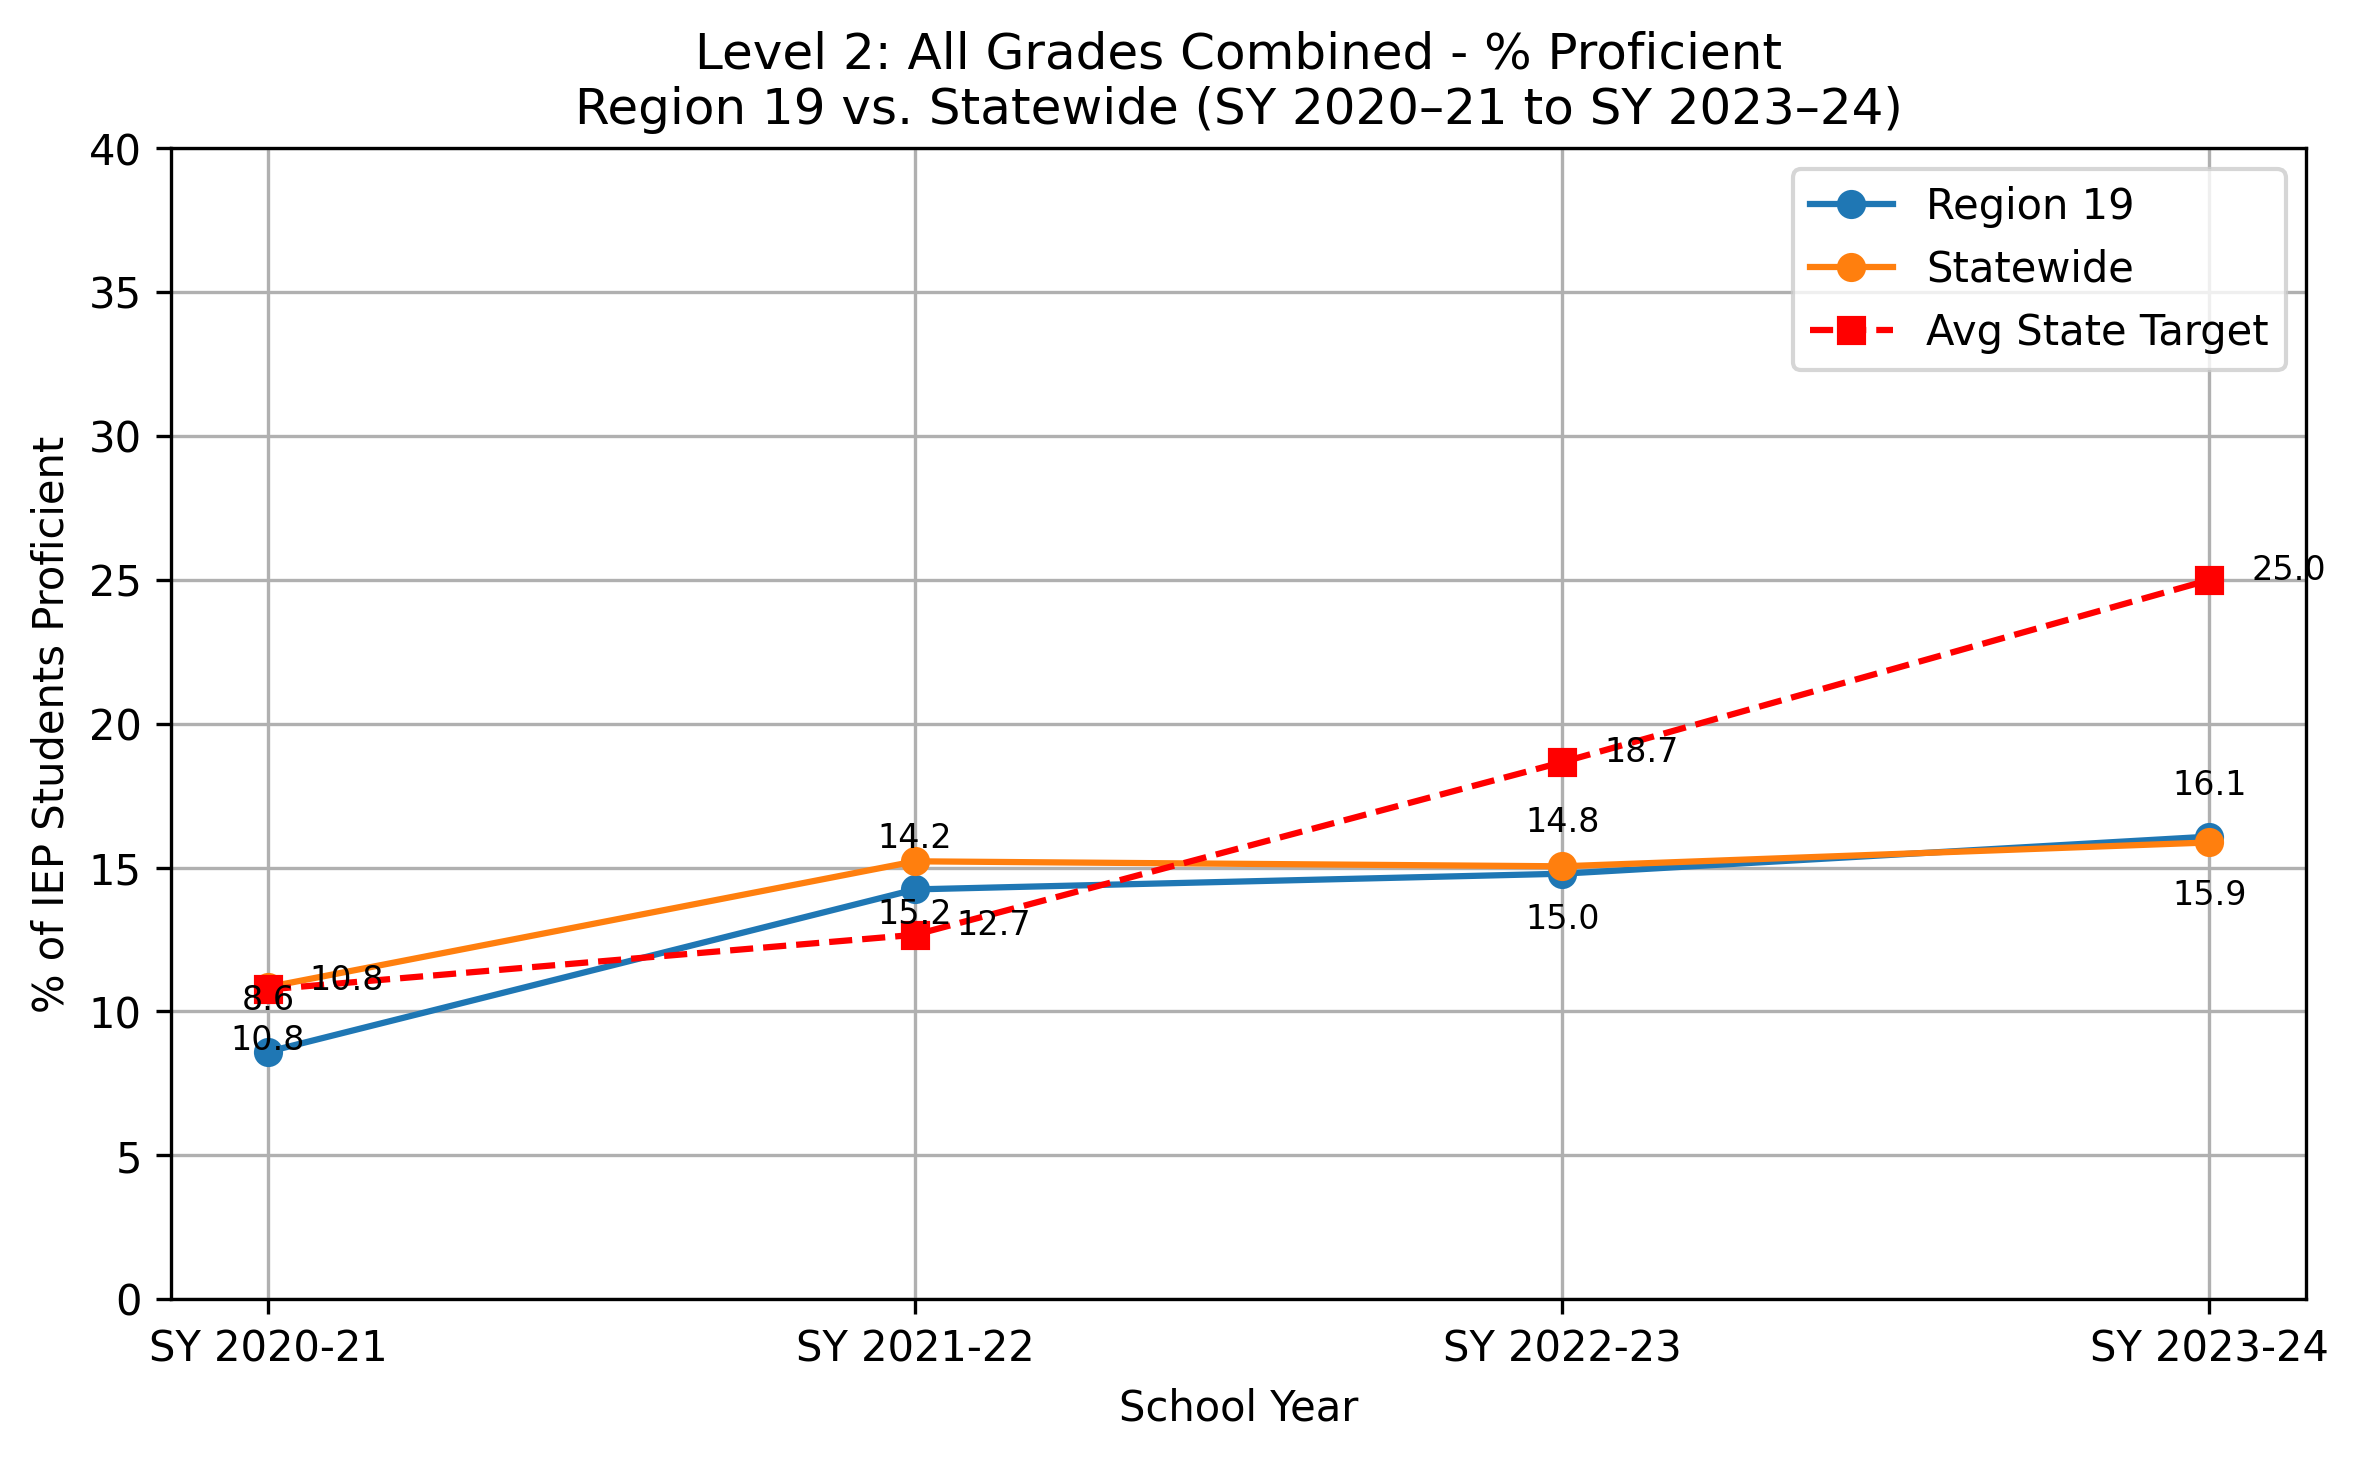 Level 2: All Grades Combined - % Proficient
Region 19 vs. Statewide (SY 2020–21 to SY 2023–24)
Region 19
Statewide
Avg State Target
% of IEP Students Proficient
40
35
30
25
20
15
10
5
0
8.6
10.8
10.8
14.2
15.2
12.7
18.7
14.8
15.0
25.0
16.1
15.9
SY 2020-21
SY 2021-22
SY 2022-23
SY 2023-24
School Year